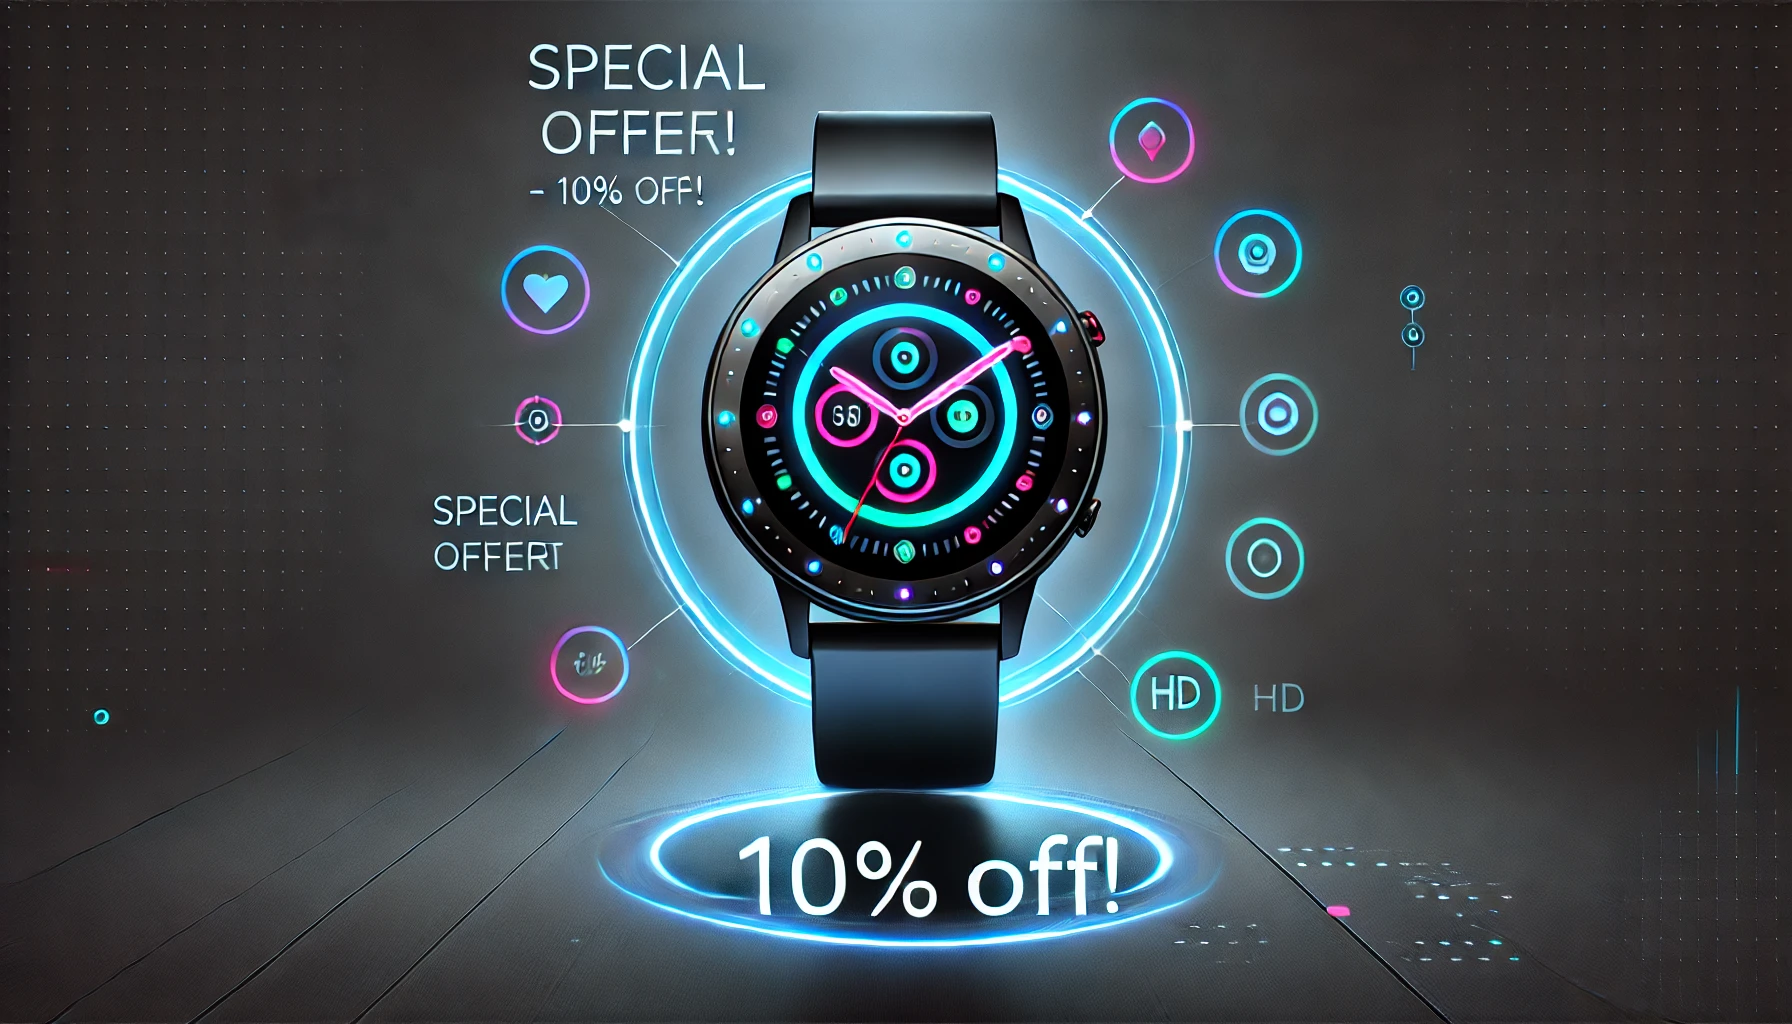 SPECIAL
OFFER!
- 10% OFF!
SPECIAL
OFFERT
HD
HD
10% off!